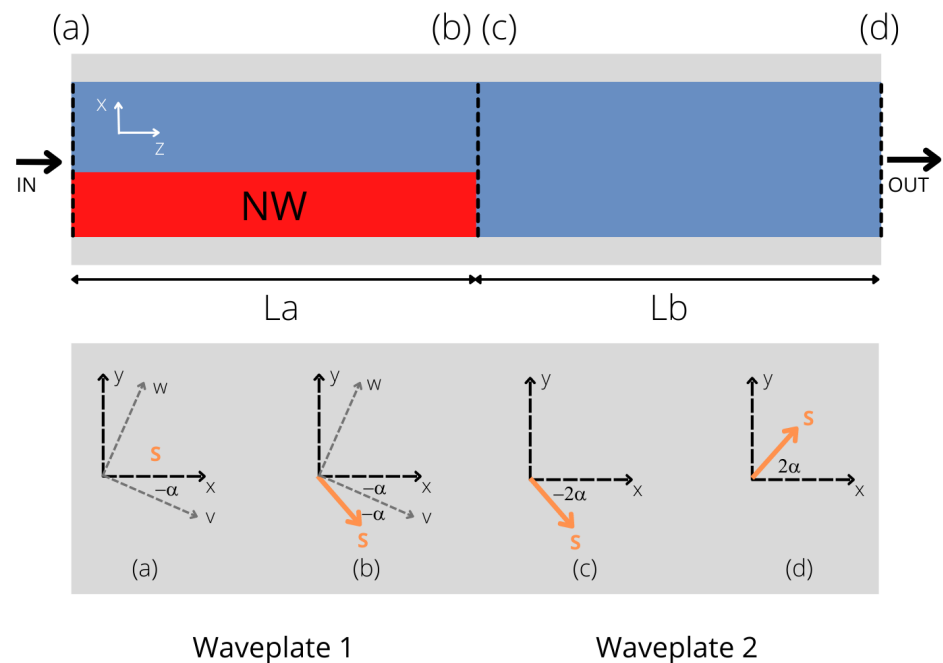 (a) (b) (c) (d)
x
z
IN
NW
OUT
La Lb
y
w
s
x
-α
v
(a)
y
w
x
-α
-α
v
s
(b)
y
x
-2α
s
(c)
y
s
2α
x
(d)
Waveplate 1 Waveplate 2